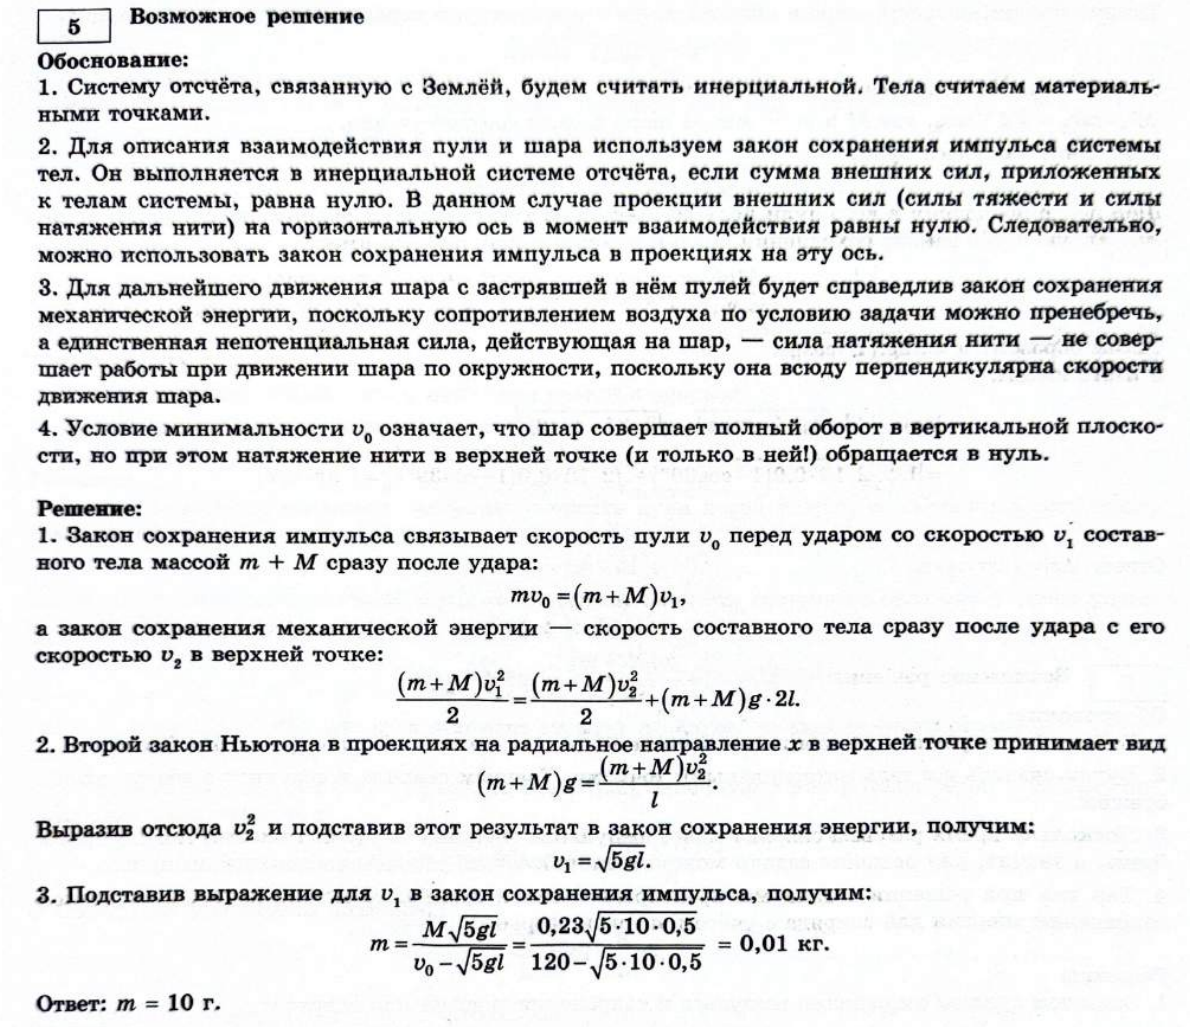 5 Возможное решение
Обоснование:
1. Систему отсчёта, связанную с Землёй, будем считать инерциальной. Тела считаем материаль-
ными точками.
2. Для описания взаимодействия пули и шара используем закон сохранения импульса системы
тел. Он выполняется в инерциальной системе отсчёта, если сумма внешних сил, приложенных
к телам системы, равна нулю. В данном случае проекции внешних сил (силы тяжести и силы
натяжения нити) на горизонтальную ось в момент взаимодействия равны нулю. Следовательно,
можно использовать закон сохранения импульса в проекциях на эту ось.
3. Для дальнейшего движения шара с застрявшей в нём пулей будет справедлив закон сохранения
механической энергии, поскольку сопротивлением воздуха по условию задачи можно пренебречь,
а единственная непотенциальная сила, действующая на шар, — сила натяжения нити — не совер-
шает работы при движении шара по окружности, поскольку она всюду перпендикулярна скорости
движения шара.
4. Условие минимальности v₀ означает, что шар совершает полный оборот в вертикальной плоско-
сти, но при этом натяжение нити в верхней точке (и только в ней!) обращается в нуль.
Решение:
1. Закон сохранения импульса связывает скорость пули v₀ перед ударом со скоростью v₁ состав-
ного тела массой m + M сразу после удара:
mv₀ = (m + M)v₁,
а закон сохранения механической энергии — скорость составного тела сразу после удара с его
скоростью v₂ в верхней точке:
(m + M)v₁²/2 = (m + M)v₂²/2 + (m + M)g · 2l.
2. Второй закон Ньютона в проекциях на радиальное направление x в верхней точке принимает вид
(m + M)g = (m + M)v₂²/l.
Выразив отсюда v₂² и подставив этот результат в закон сохранения энергии, получим:
v₁ = √5gl.
3. Подставив выражение для v₁ в закон сохранения импульса, получим:
m = M√5gl/(v₀ − √5gl) = 0,23√5·10·0,5/(120 − √5·10·0,5) = 0,01 кг.
Ответ: m = 10 г.